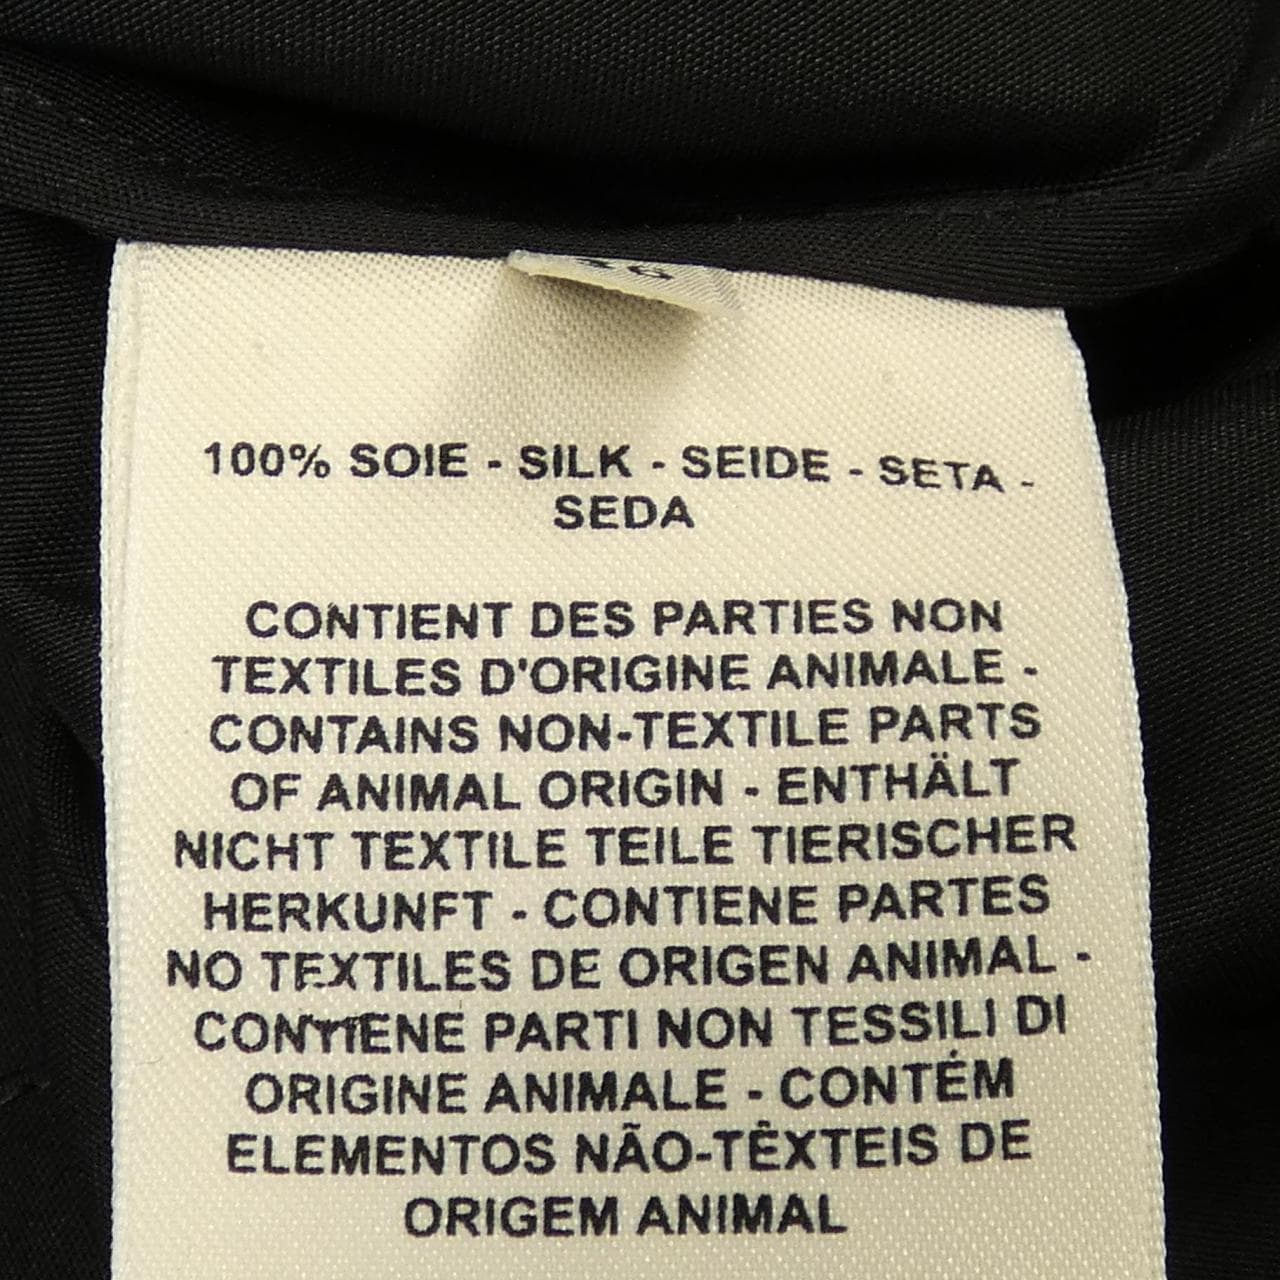 100% SOIE - SILK - SEIDE - SETA -
SEDA
CONTIENT DES PARTIES NON
TEXTILES D'ORIGINE ANIMALE -
CONTAINS NON-TEXTILE PARTS
OF ANIMAL ORIGIN - ENTHÄLT
NICHT TEXTILE TEILE TIERISCHER
HERKUNFT - CONTIENE PARTES
NO TEXTILES DE ORIGEN ANIMAL -
CONTIENE PARTI NON TESSILI DI
ORIGINE ANIMALE - CONTÉM
ELEMENTOS NÃO-TÊXTEIS DE
ORIGEM ANIMAL